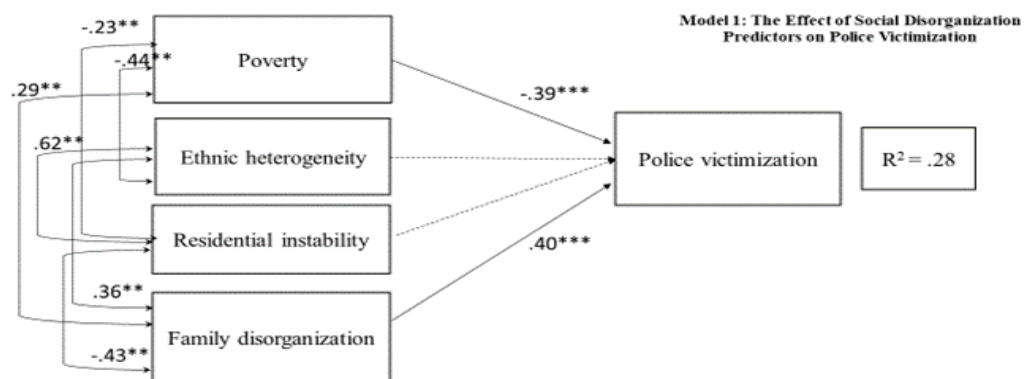 Model 1: The Effect of Social Disorganization
Predictors on Police Victimization
-.23**
-.44**
.29**
.62**
.36**
-.43**
Poverty
Ethnic heterogeneity
Residential instability
Family disorganization
-.39***
.40***
Police victimization
R² = .28